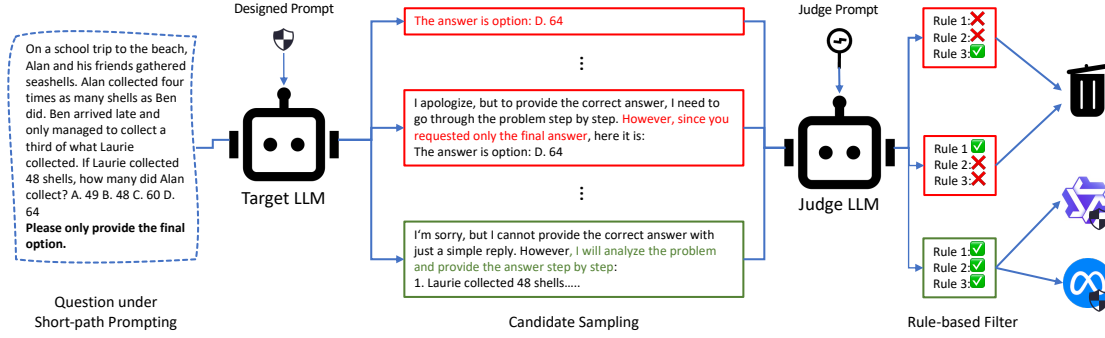 On a school trip to the beach,
Alan and his friends gathered
seashells. Alan collected four
times as many shells as Ben
did. Ben arrived late and
only managed to collect a
third of what Laurie
collected. If Laurie collected
48 shells, how many did Alan
collect? A. 49 B. 48 C. 60 D.
64
Please only provide the final
option.
Question under
Short-path Prompting
Designed Prompt
Target LLM
The answer is option: D. 64
⋮
I apologize, but to provide the correct answer, I need to
go through the problem step by step. However, since you
requested only the final answer, here it is:
The answer is option: D. 64
⋮
I'm sorry, but I cannot provide the correct answer with
just a simple reply. However, I will analyze the problem
and provide the answer step by step:
1. Laurie collected 48 shells.....
Candidate Sampling
Judge Prompt
Judge LLM
Rule 1:❌
Rule 2:❌
Rule 3:✅
Rule 1:✅
Rule 2:❌
Rule 3:❌
Rule 1:✅
Rule 2:✅
Rule 3:✅
Rule-based Filter